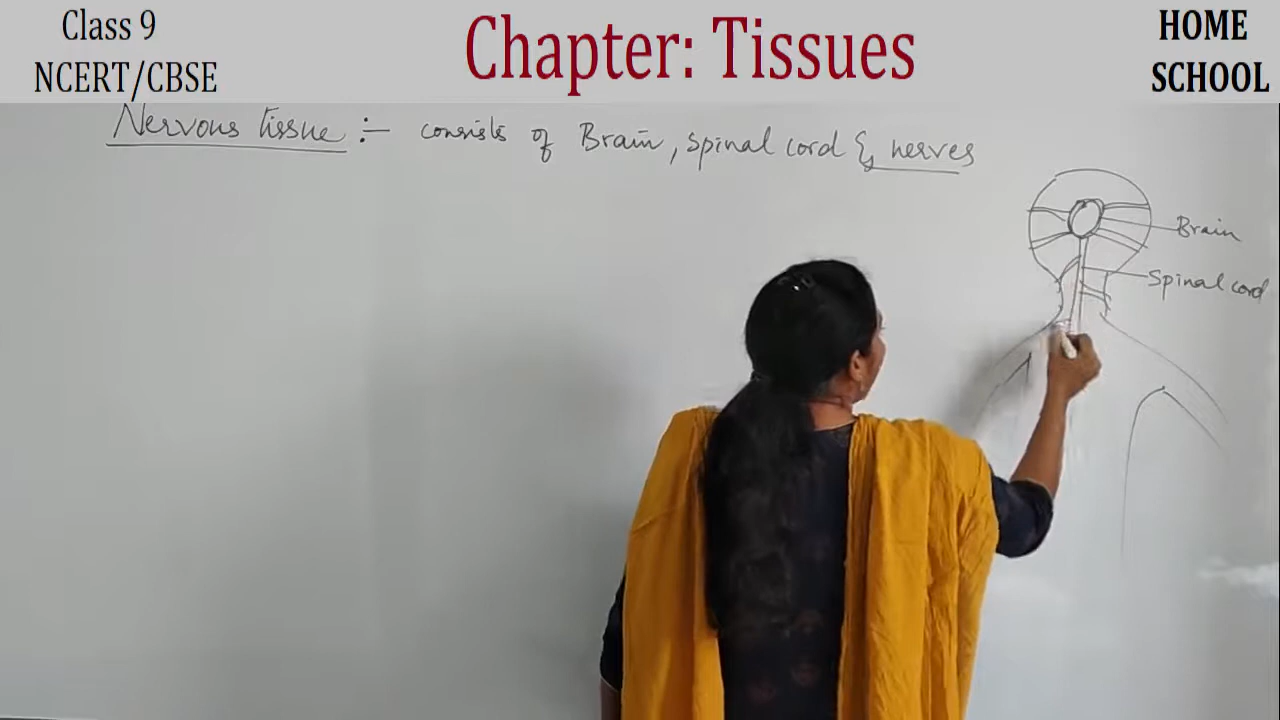 Class 9
NCERT/CBSE
Chapter: Tissues
HOME
SCHOOL
Nervous tissue :- consists of Brain, spinal cord & nerves
Brain
Spinal cord